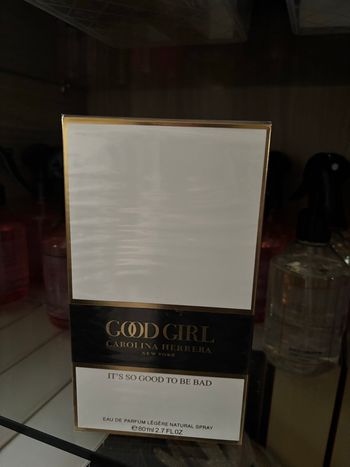 GOOD GIRL
CAROLINA HERRERA
NEW YORK
IT'S SO GOOD TO BE BAD
EAU DE PARFUM LÉGÈRE NATURAL SPRAY
℮80ml 2.7 FL.OZ